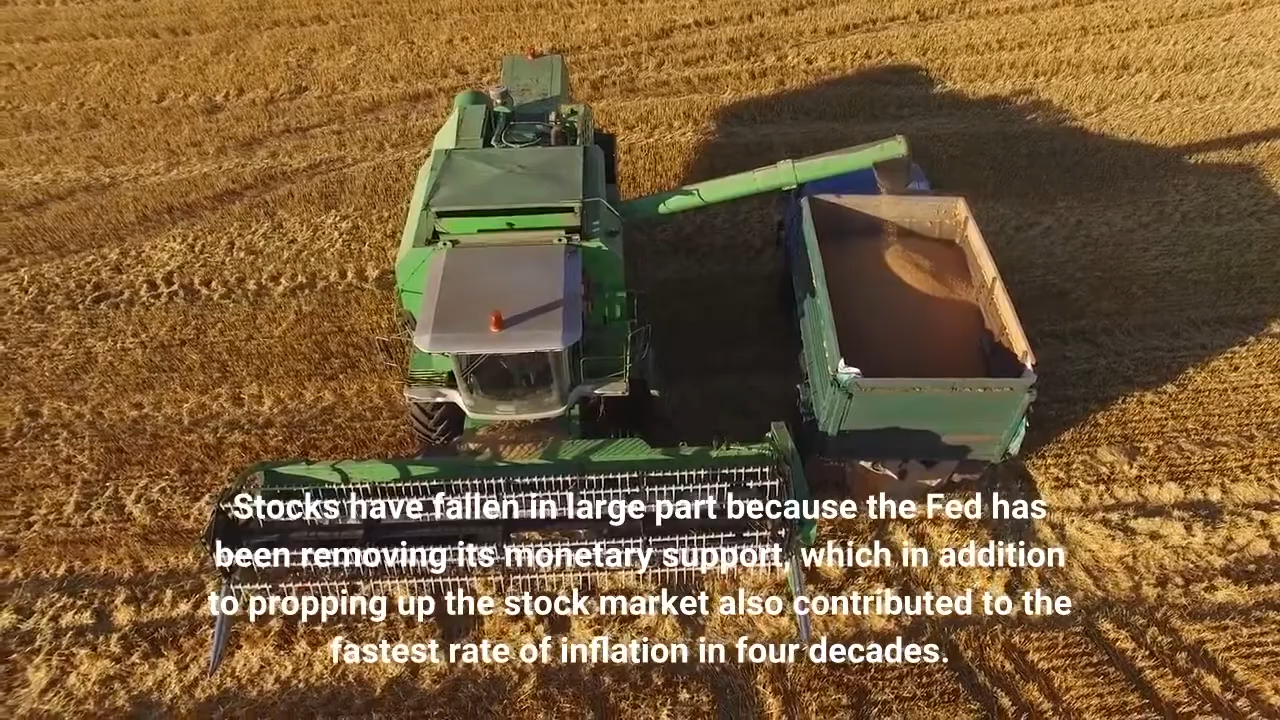 Stocks have fallen in large part because the Fed has
been removing its monetary support, which in addition
to propping up the stock market also contributed to the
fastest rate of inflation in four decades.